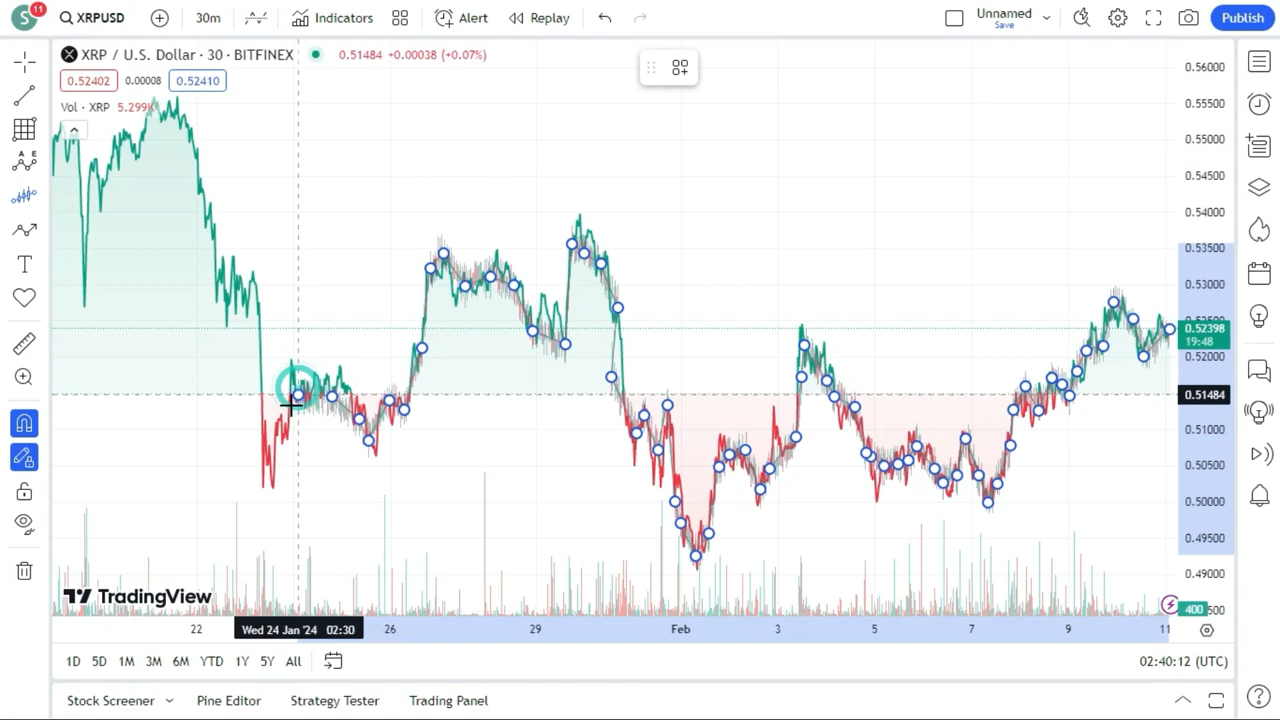 S 11 XRPUSD 30m Indicators Alert Replay Unnamed Save Publish
XRP / U.S. Dollar · 30 · BITFINEX 0.51484 +0.00038 (+0.07%)
0.52402 0.00008 0.52410
Vol · XRP 5.299K
0.56000
0.55500
0.55000
0.54500
0.54000
0.53500
0.53000
0.52398
19:48
0.52000
0.51484
0.51000
0.50500
0.50000
0.49500
0.49000
400
TradingView
22 Wed 24 Jan '24 02:30 26 29 Feb 3 5 7 9 11
1D 5D 1M 3M 6M YTD 1Y 5Y All 02:40:12 (UTC)
Stock Screener Pine Editor Strategy Tester Trading Panel